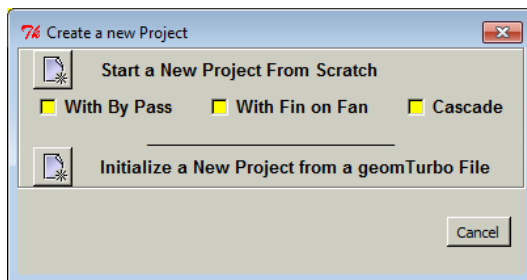 Create a new Project
Start a New Project From Scratch
With By Pass With Fin on Fan Cascade
Initialize a New Project from a geomTurbo File
Cancel